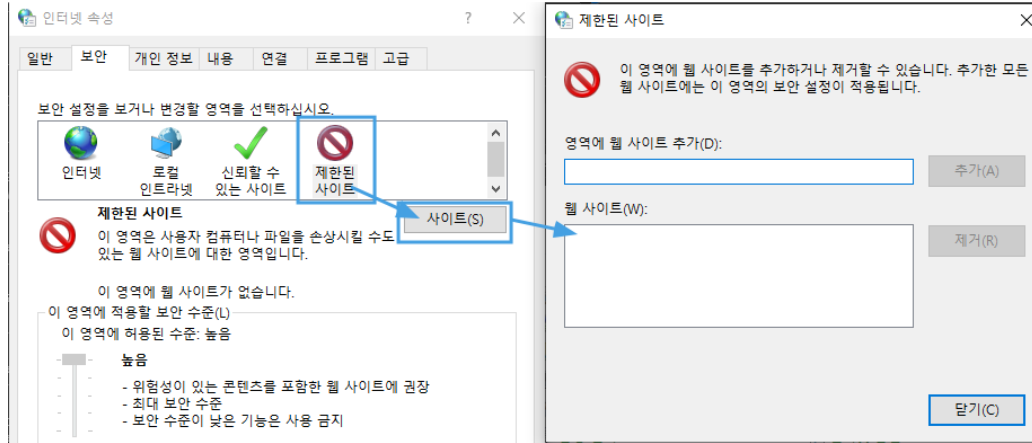 인터넷 속성
일반 보안 개인 정보 내용 연결 프로그램 고급
보안 설정을 보거나 변경할 영역을 선택하십시오.
인터넷
로컬
인트라넷
신뢰할 수
있는 사이트
제한된
사이트
제한된 사이트
사이트(S)
이 영역은 사용자 컴퓨터나 파일을 손상시킬 수도
있는 웹 사이트에 대한 영역입니다.
이 영역에 웹 사이트가 없습니다.
이 영역에 적용할 보안 수준(L)
이 영역에 허용된 수준: 높음
높음
- 위험성이 있는 콘텐츠를 포함한 웹 사이트에 권장
- 최대 보안 수준
- 보안 수준이 낮은 기능은 사용 금지
제한된 사이트
이 영역에 웹 사이트를 추가하거나 제거할 수 있습니다. 추가한 모든
웹 사이트에는 이 영역의 보안 설정이 적용됩니다.
영역에 웹 사이트 추가(D):
추가(A)
웹 사이트(W):
제거(R)
닫기(C)